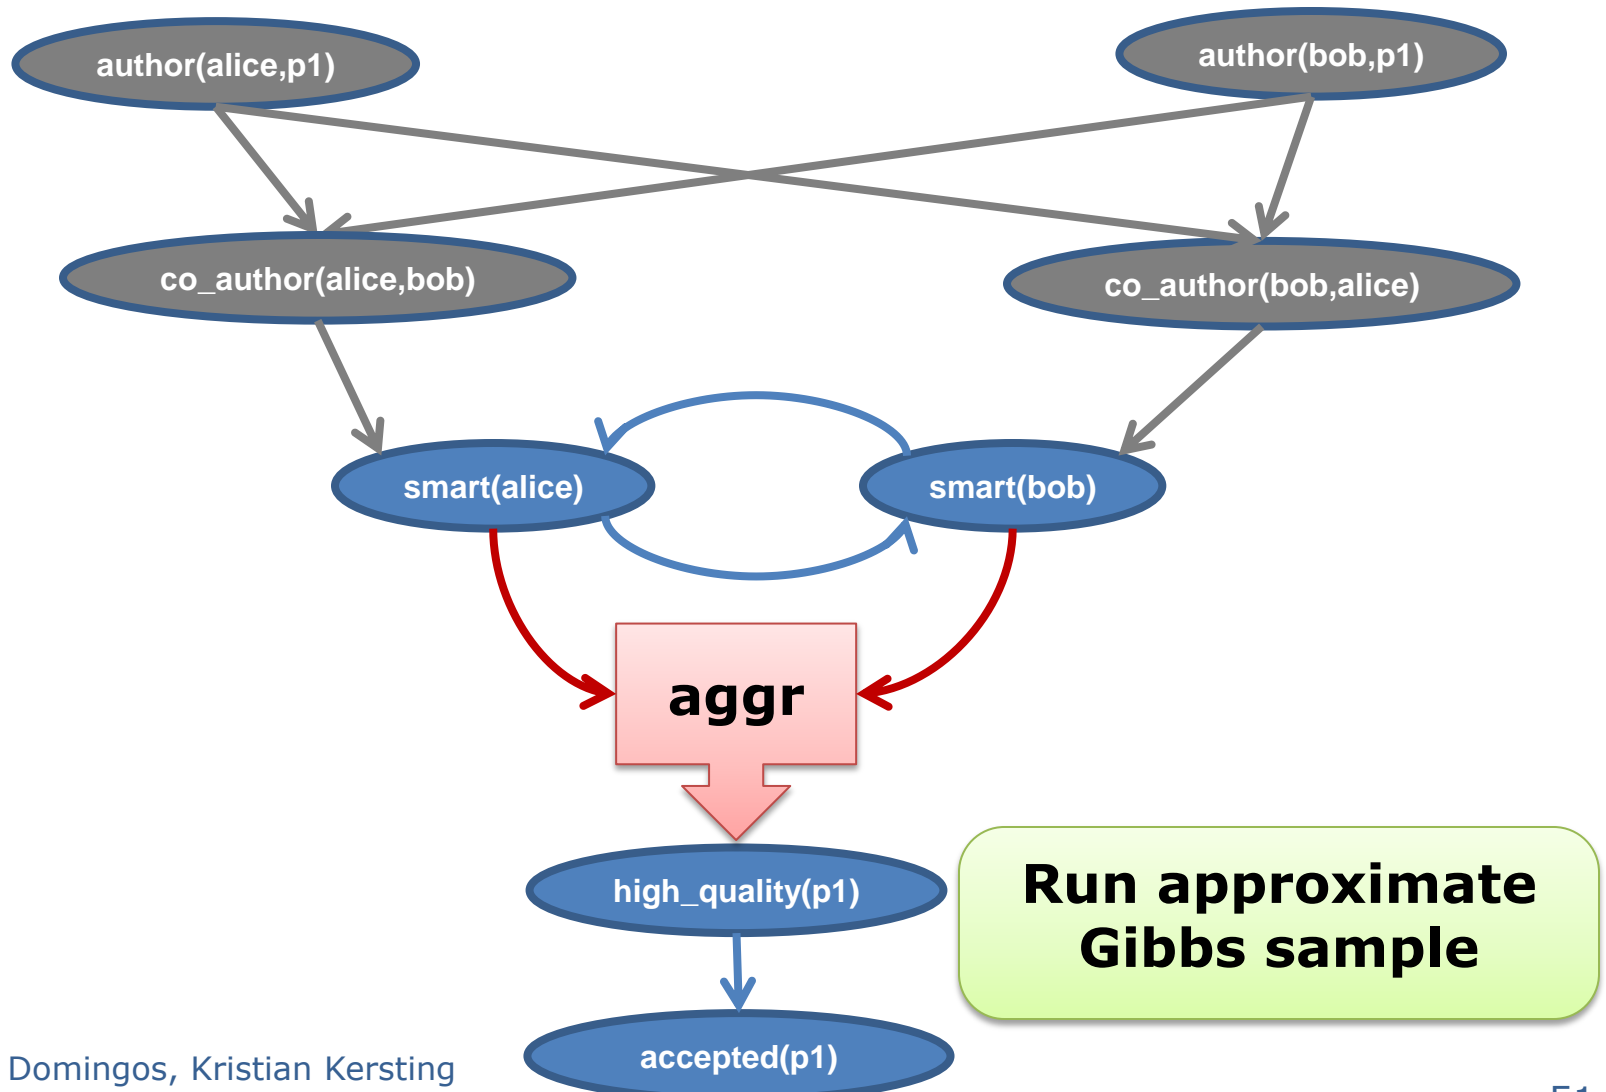 author(alice,p1)
author(bob,p1)
co_author(alice,bob)
co_author(bob,alice)
smart(alice)
smart(bob)
aggr
high_quality(p1)
Run approximate
Gibbs sample
accepted(p1)
Domingos, Kristian Kersting